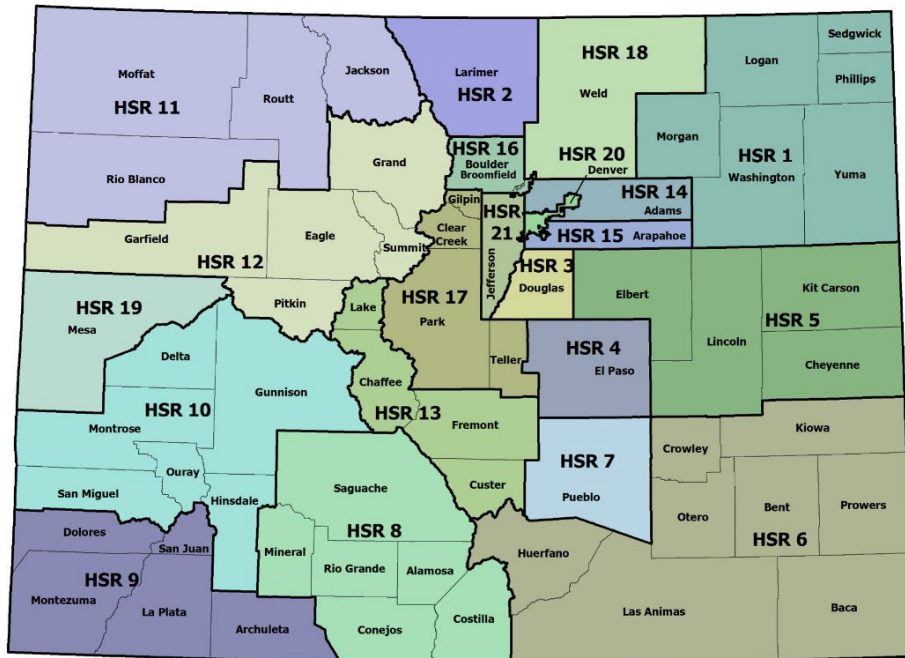 Moffat
HSR 11
Routt
Jackson
Rio Blanco
Larimer
HSR 2
HSR 18
Weld
Logan
Sedgwick
Phillips
Morgan
HSR 1
Washington
Yuma
HSR 16
Boulder
Broomfield
HSR 20
Denver
HSR 14
Adams
HSR 15
Arapahoe
Grand
Garfield
HSR 12
Eagle
Summit
Pitkin
Gilpin
Clear
Creek
HSR 17
Park
Teller
HSR
21
Jefferson
HSR 3
Douglas
HSR 4
El Paso
Elbert
Lincoln
Kit Carson
HSR 5
Cheyenne
HSR 19
Mesa
Delta
Gunnison
HSR 10
Montrose
Ouray
San Miguel
Hinsdale
Lake
Chaffee
HSR 13
Fremont
Custer
HSR 7
Pueblo
Crowley
Kiowa
Otero
Bent
Prowers
HSR 6
Huerfano
Las Animas
Baca
Saguache
HSR 8
Mineral
Rio Grande
Alamosa
Conejos
Costilla
Dolores
San Juan
HSR 9
Montezuma
La Plata
Archuleta